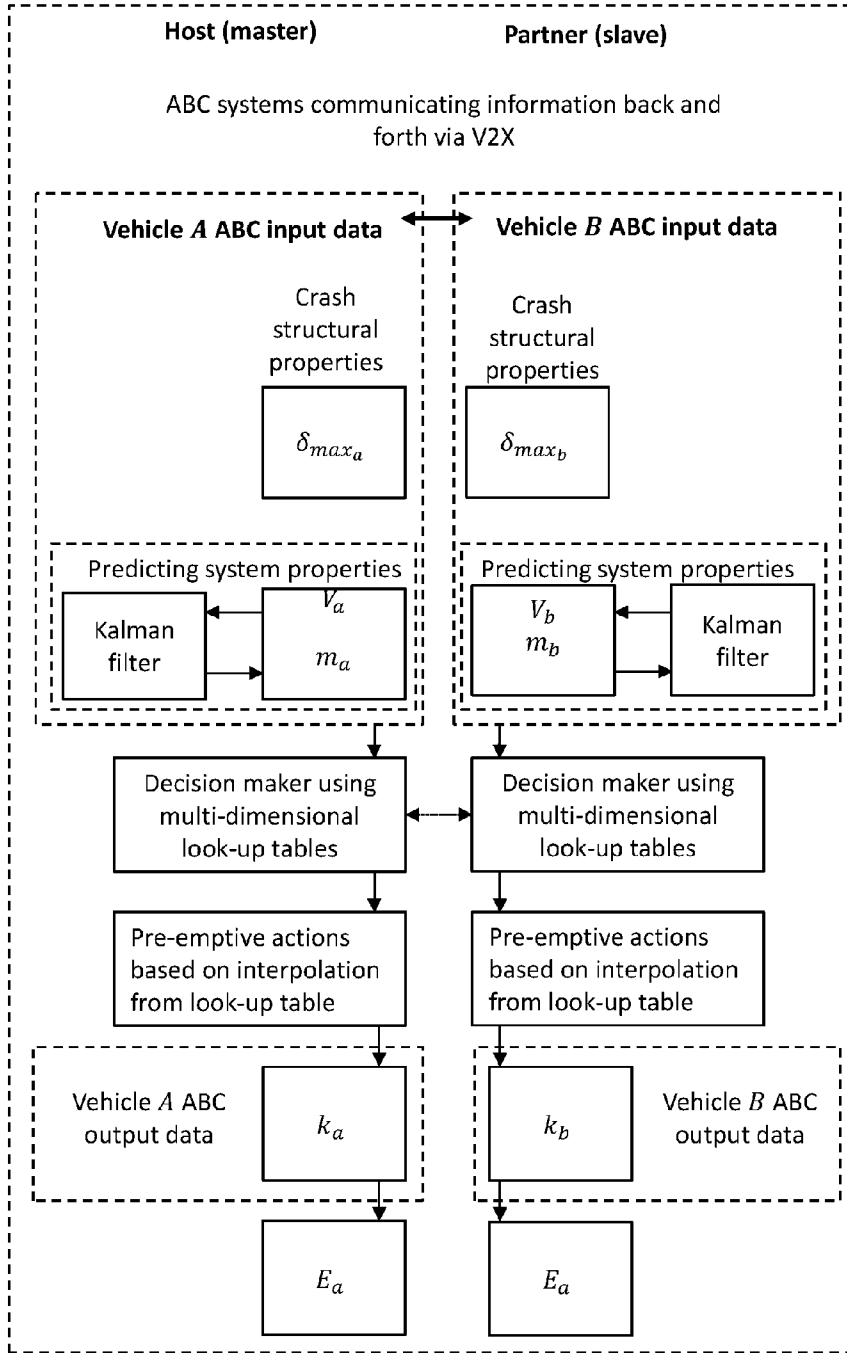 Host (master)
Partner (slave)
ABC systems communicating information back and
forth via V2X
Vehicle A ABC input data
Vehicle B ABC input data
Crash
structural
properties
Crash
structural
properties
δ_{max_a}
δ_{max_b}
Predicting system properties
Predicting system properties
Kalman
filter
V_a
m_a
V_b
m_b
Kalman
filter
Decision maker using
multi-dimensional
look-up tables
Decision maker using
multi-dimensional
look-up tables
Pre-emptive actions
based on interpolation
from look-up table
Pre-emptive actions
based on interpolation
from look-up table
Vehicle A ABC
output data
k_a
k_b
Vehicle B ABC
output data
E_a
E_a